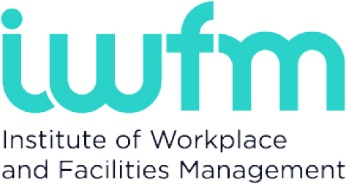 iwfm
Institute of Workplace
and Facilities Management